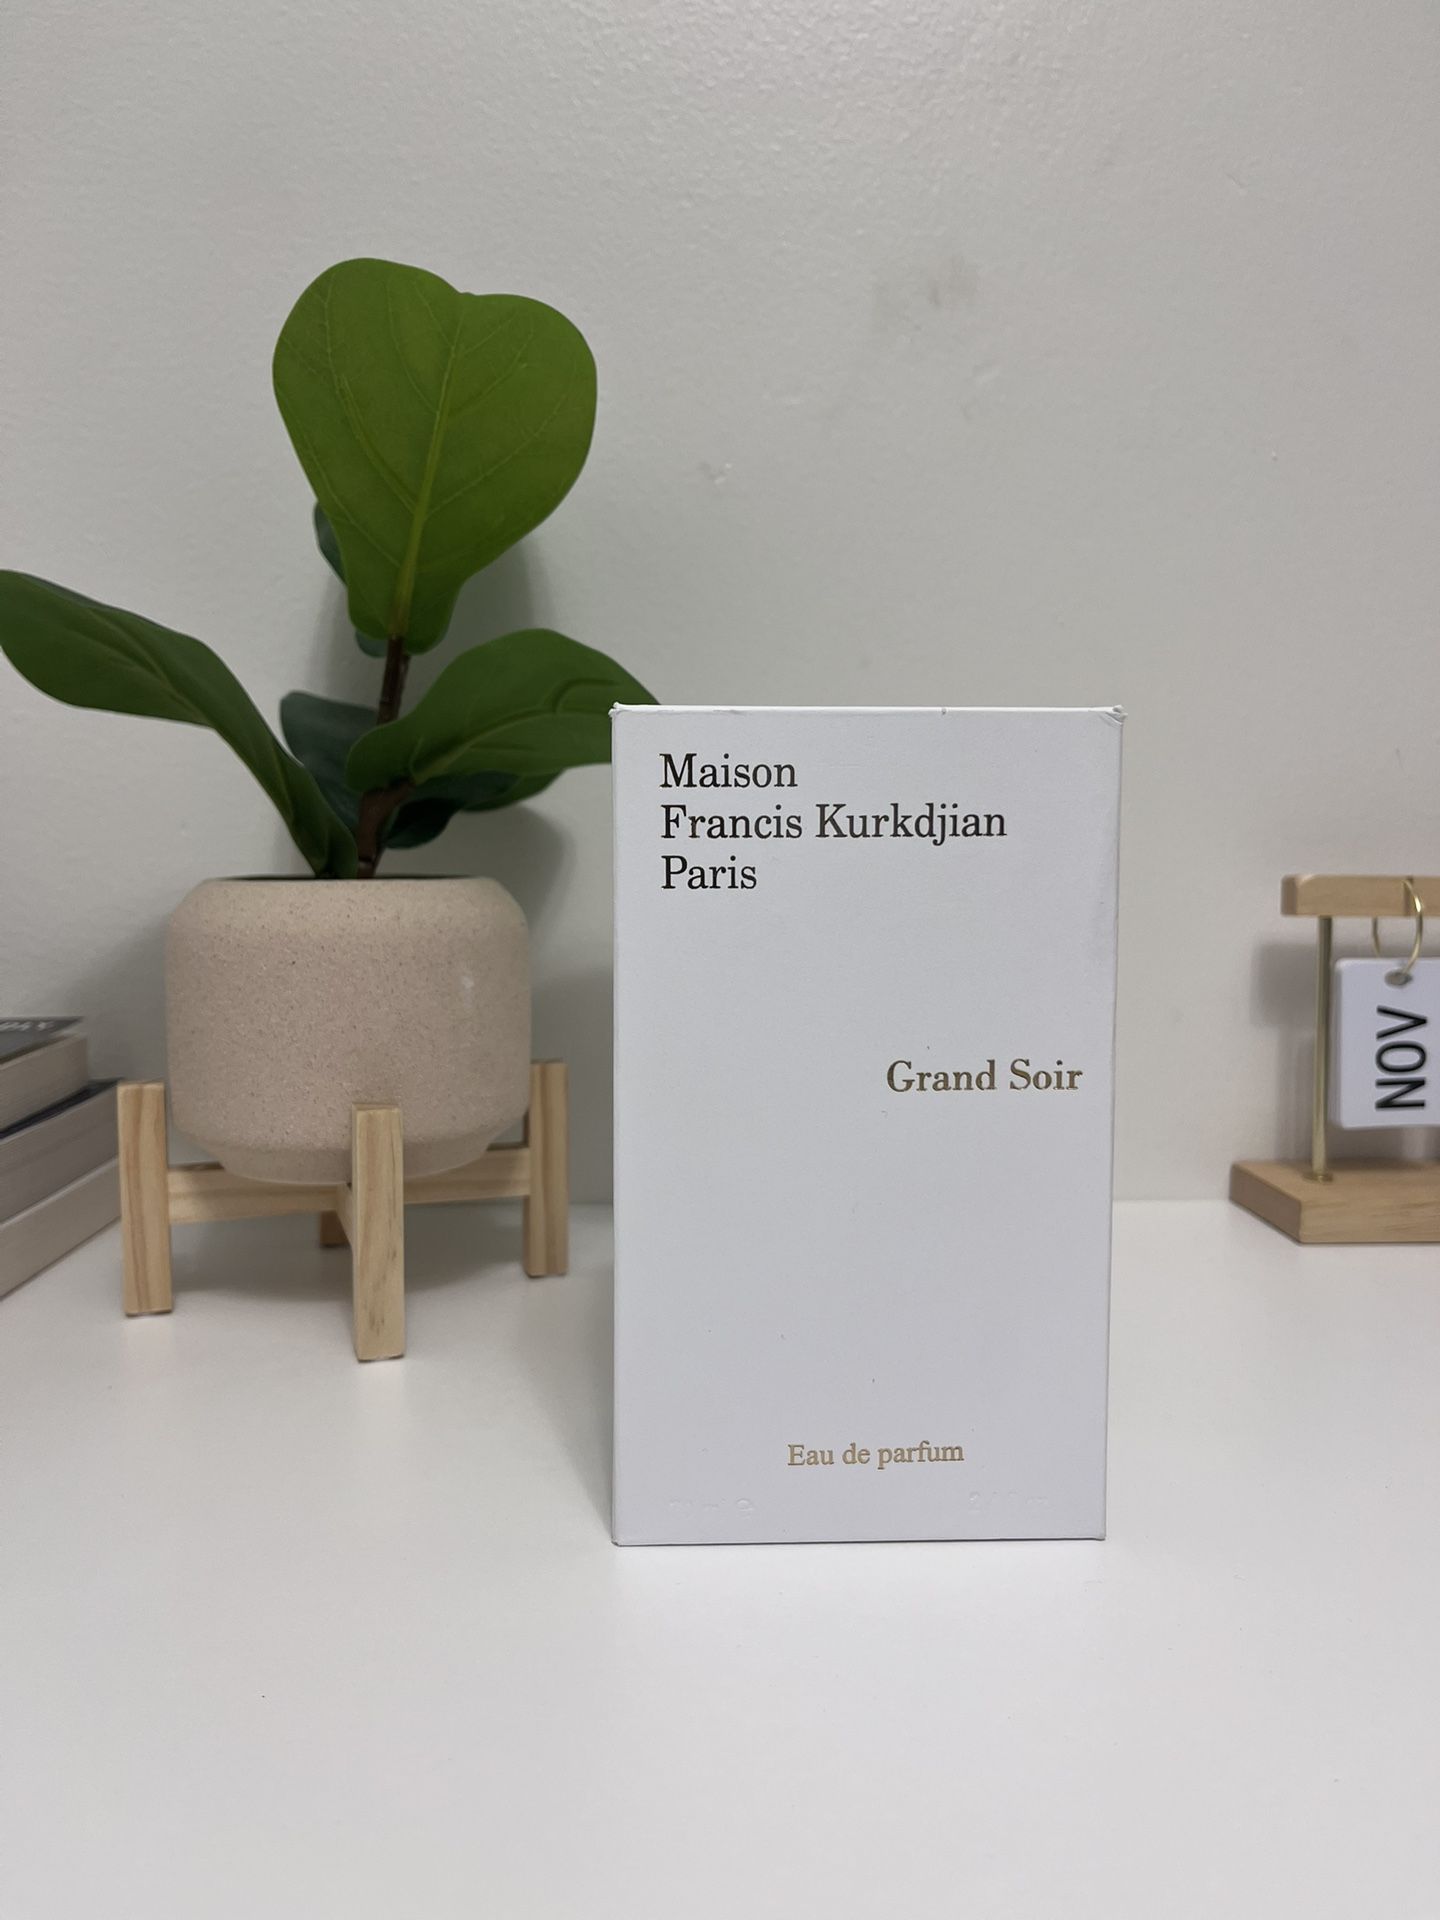 Maison
Francis Kurkdjian
Paris
Grand Soir
NOV
Eau de parfum